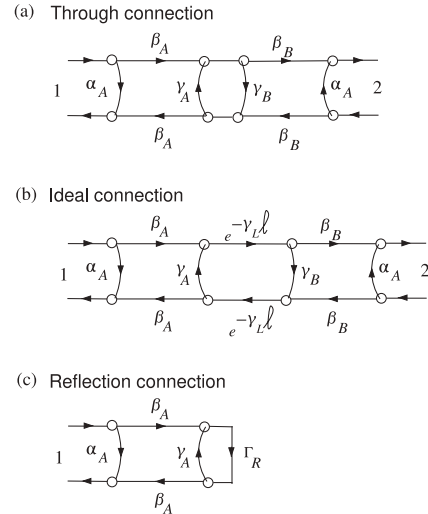 (a) Through connection
β_A β_B
1 α_A γ_A γ_B α_A 2
β_A β_B
(b) Ideal connection
β_A e^{-γ_L ℓ} β_B
1 α_A γ_A γ_B α_A 2
β_A e^{-γ_L ℓ} β_B
(c) Reflection connection
β_A
1 α_A γ_A Γ_R
β_A